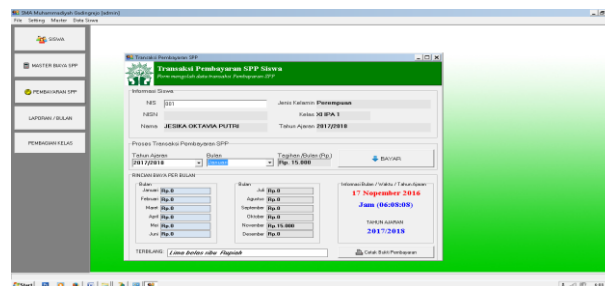 SMA Muhammadiyah Gadingrejo [admin]
File Setting Master Data Siswa
SISWA
MASTER BIAYA SPP
PEMBAYARAN SPP
LAPORAN / BULAN
PEMBAGIAN KELAS
Transaksi Pembayaran SPP
Transaksi Pembayaran SPP Siswa
Form mengolah data transaksi Pembayaran SPP
Informasi Siswa
NIS 001 Jenis Kelamin Perempuan
NISN Kelas XI IPA 1
Nama JESIKA OKTAVIA PUTRI Tahun Ajaran 2017/2018
Proses Transaksi Pembayaran SPP
Tahun Ajaran Bulan Tagihan /Bulan (Rp.)
2017/2018 Januari Rp. 15.000 BAYAR
RINCIAN BIAYA PER BULAN
Bulan Bulan Informasi Bulan / Waktu / Tahun Ajaran
Januari Rp.0 Juli Rp.0 17 Nopember 2016
Februari Rp.0 Agustus Rp.0
Maret Rp.0 September Rp.0 Jam (06:08:08)
April Rp.0 Oktober Rp.0
Mei Rp.0 November Rp.15.000 TAHUN AJARAN
Juni Rp.0 Desember Rp.0 2017/2018
TERBILANG: Lima belas ribu Rupiah Cetak Bukti Pembayaran
Start